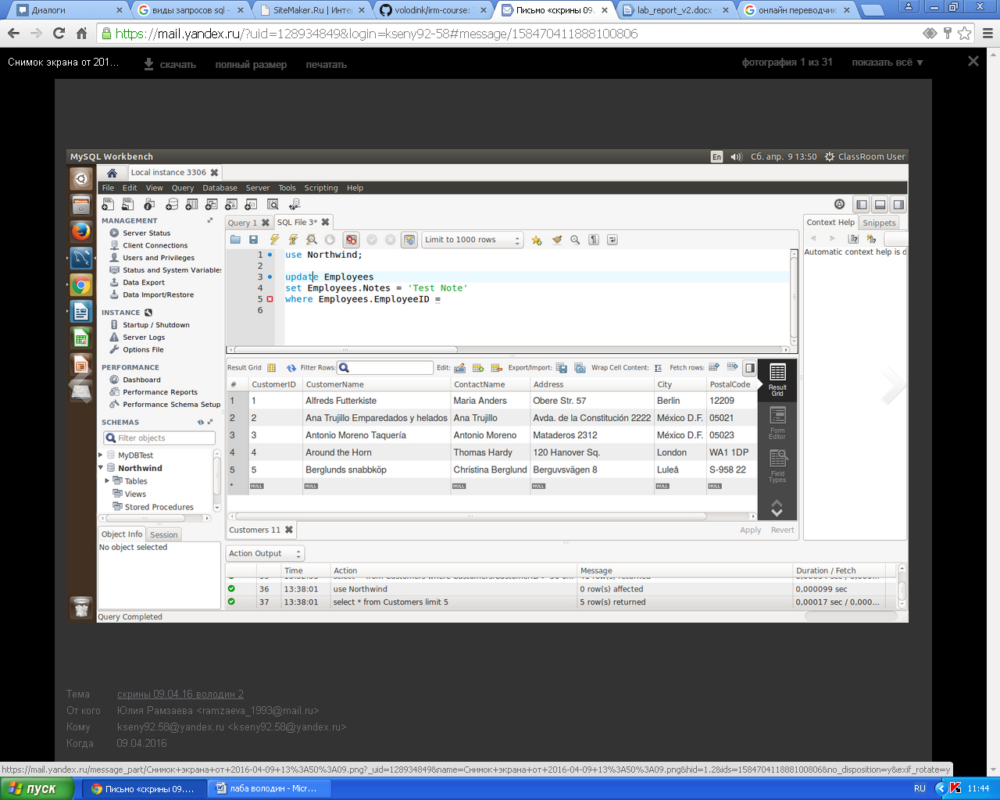 Диалоги
виды запросов sql -
SiteMaker.Ru | Инте
volodink/irm-course:
Письмо «скрины 09.
lab_report_v2.docx -
онлайн переводчик
https://mail.yandex.ru/?uid=128934849&login=kseny92-58#message/158470411888100806
Снимок экрана от 201...
скачать
полный размер
печатать
фотография 1 из 31
показать всё
MySQL Workbench
En
Сб. апр. 9 13:50
ClassRoom User
Local instance 3306
File Edit View Query Database Server Tools Scripting Help
MANAGEMENT
Server Status
Client Connections
Users and Privileges
Status and System Variables
Data Export
Data Import/Restore
INSTANCE
Startup / Shutdown
Server Logs
Options File
PERFORMANCE
Dashboard
Performance Reports
Performance Schema Setup
SCHEMAS
Filter objects
MyDBTest
Northwind
Tables
Views
Stored Procedures
Object Info Session
No object selected
Query 1
SQL File 3*
Limit to 1000 rows
1 use Northwind;
2
3 update Employees
4 set Employees.Notes = 'Test Note'
5 where Employees.EmployeeID =
6
Context Help Snippets
Automatic context help is d
Result Grid Filter Rows: Edit: Export/Import: Wrap Cell Content: Fetch rows:
# CustomerID CustomerName ContactName Address City PostalCode
1 1 Alfreds Futterkiste Maria Anders Obere Str. 57 Berlin 12209
2 2 Ana Trujillo Emparedados y helados Ana Trujillo Avda. de la Constitución 2222 México D.F. 05021
3 3 Antonio Moreno Taquería Antonio Moreno Mataderos 2312 México D.F. 05023
4 4 Around the Horn Thomas Hardy 120 Hanover Sq. London WA1 1DP
5 5 Berglunds snabbköp Christina Berglund Berguvsvägen 8 Luleå S-958 22
* NULL NULL NULL NULL NULL NULL
Result
Grid
Form
Editor
Field
Types
Customers 11
Apply Revert
Action Output
Time Action Message Duration / Fetch
36 13:38:01 use Northwind 0 row(s) affected 0,000099 sec
37 13:38:01 select * from Customers limit 5 5 row(s) returned 0,00017 sec / 0,000...
Query Completed
Тема скрины 09.04.16 володин 2
От кого Юлия Рамзаева <ramzaeva_1993@mail.ru>
Кому kseny92.58@yandex.ru <kseny92.58@yandex.ru>
Когда 09.04.2016
https://mail.yandex.ru/message_part/Снимок+экрана+от+2016-04-09+13%3A50%3A09.png?_uid=128934849&name=Снимок+экрана+от+2016-04-09+13%3A50%3A09.png&hid=1.2&ids=158470411888100806&no_disposition=y&exif_rotate=y
пуск
Письмо «скрины 09....
лаба володин - Micr...
RU
11:44